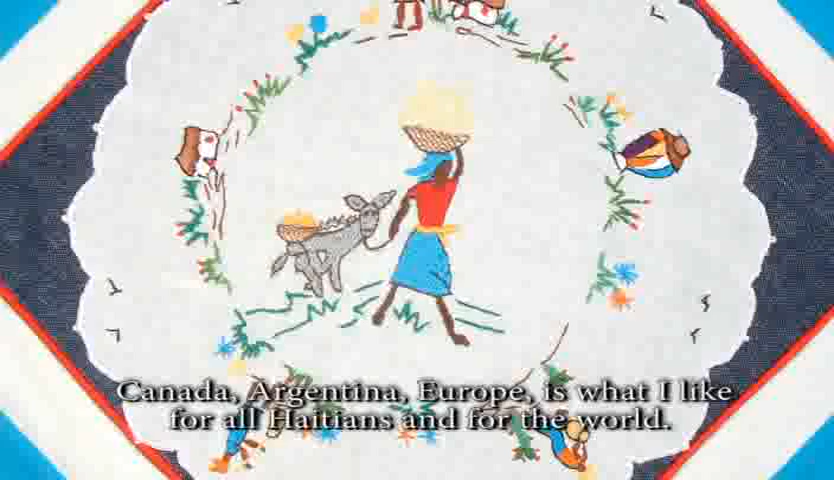 Canada, Argentina, Europe, is what I like
for all Haitians and for the world.